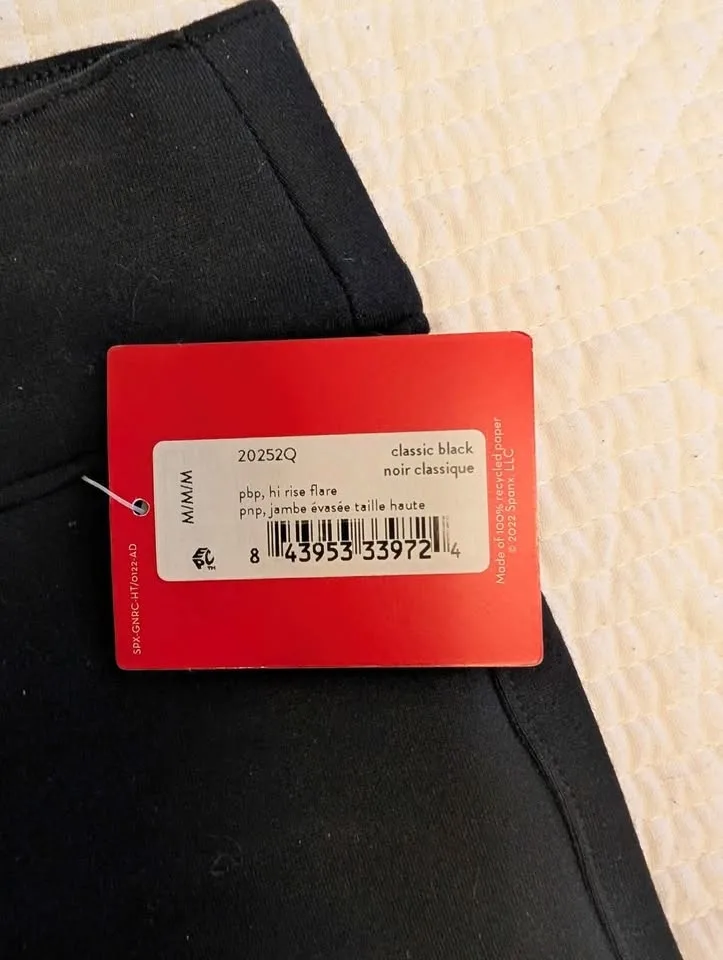 20252Q
classic black
noir classique
M/M/M
pbp, hi rise flare
pnp, jambe évasée taille haute
8 43953 33972 4
SPX-GNRC-HT/0122-AD
Made of 100% recycled paper
© 2022 Spanx, LLC